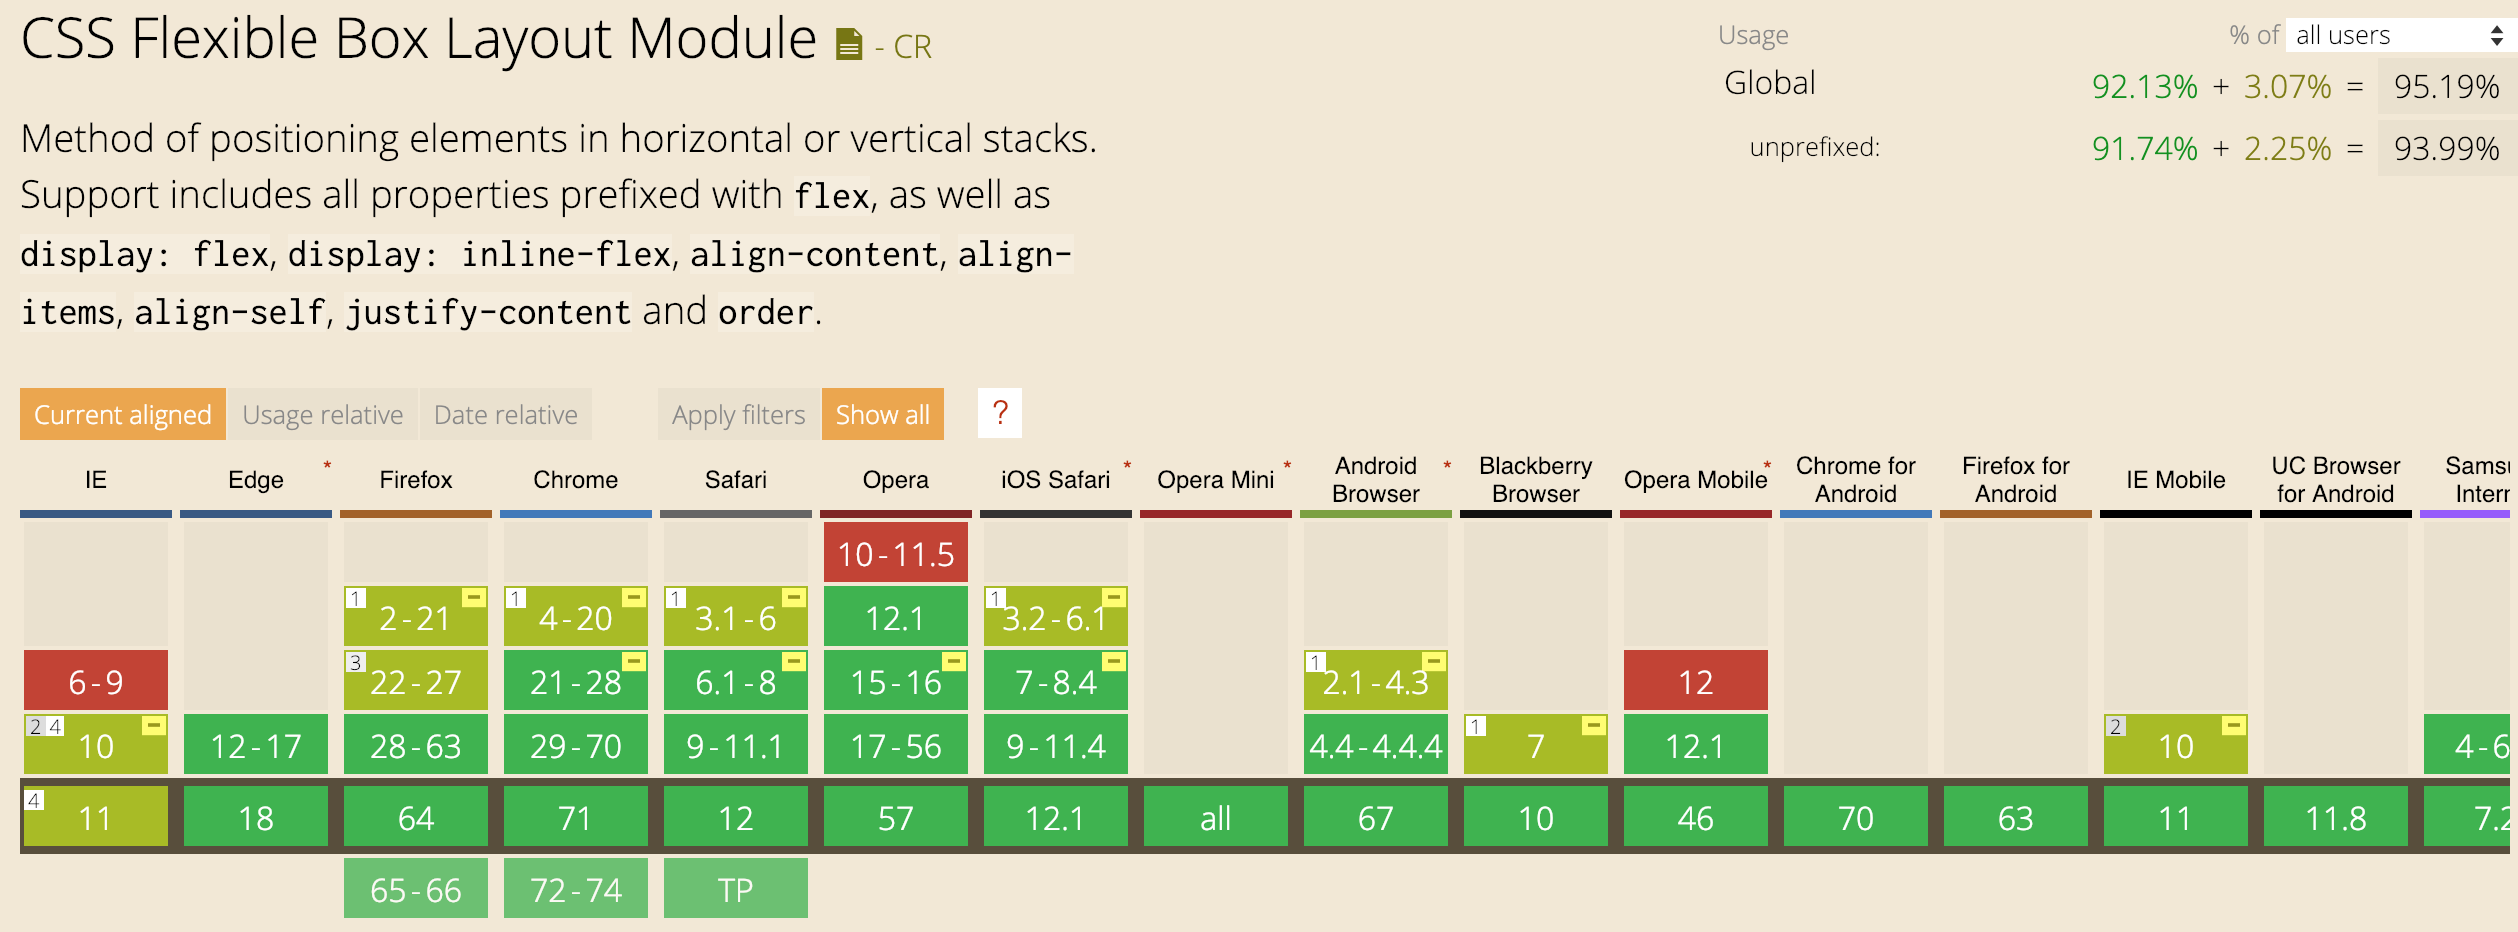 CSS Flexible Box Layout Module - CR
Usage % of all users
Global 92.13% + 3.07% = 95.19%
unprefixed: 91.74% + 2.25% = 93.99%
Method of positioning elements in horizontal or vertical stacks.
Support includes all properties prefixed with flex, as well as
display: flex, display: inline-flex, align-content, align-
items, align-self, justify-content and order.
Current aligned Usage relative Date relative Apply filters Show all ?
IE Edge * Firefox Chrome Safari Opera iOS Safari * Opera Mini * Android Browser * Blackberry Browser Opera Mobile * Chrome for Android Firefox for Android IE Mobile UC Browser for Android
10-11.5
1 2-21 1 4-20 1 3.1-6 12.1 1 3.2-6.1
6-9 3 22-27 21-28 6.1-8 15-16 7-8.4 1 2.1-4.3 12
2 4 10 12-17 28-63 29-70 9-11.1 17-56 9-11.4 4.4-4.4.4 1 7 12.1 2 10 4-6
4 11 18 64 71 12 57 12.1 all 67 10 46 70 63 11 11.8 7.2
65-66 72-74 TP